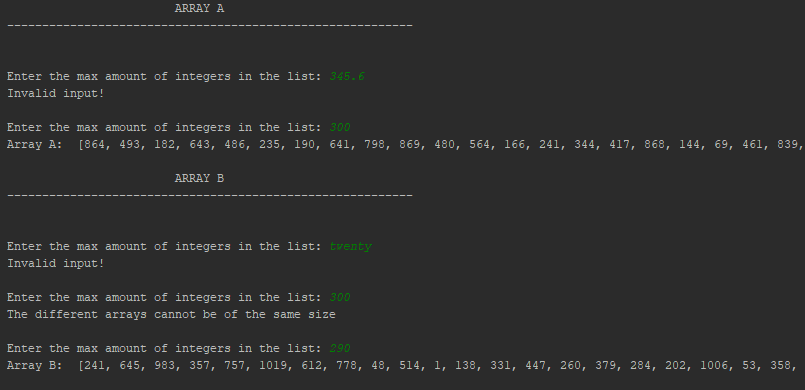 ARRAY A
----------------------------------------------------------
Enter the max amount of integers in the list: 345.6
Invalid input!
Enter the max amount of integers in the list: 300
Array A:  [864, 493, 182, 643, 486, 235, 190, 641, 798, 869, 480, 564, 166, 241, 344, 417, 868, 144, 69, 461, 839,
ARRAY B
----------------------------------------------------------
Enter the max amount of integers in the list: twenty
Invalid input!
Enter the max amount of integers in the list: 300
The different arrays cannot be of the same size
Enter the max amount of integers in the list: 290
Array B:  [241, 645, 983, 357, 757, 1019, 612, 778, 48, 514, 1, 138, 331, 447, 260, 379, 284, 202, 1006, 53, 358,